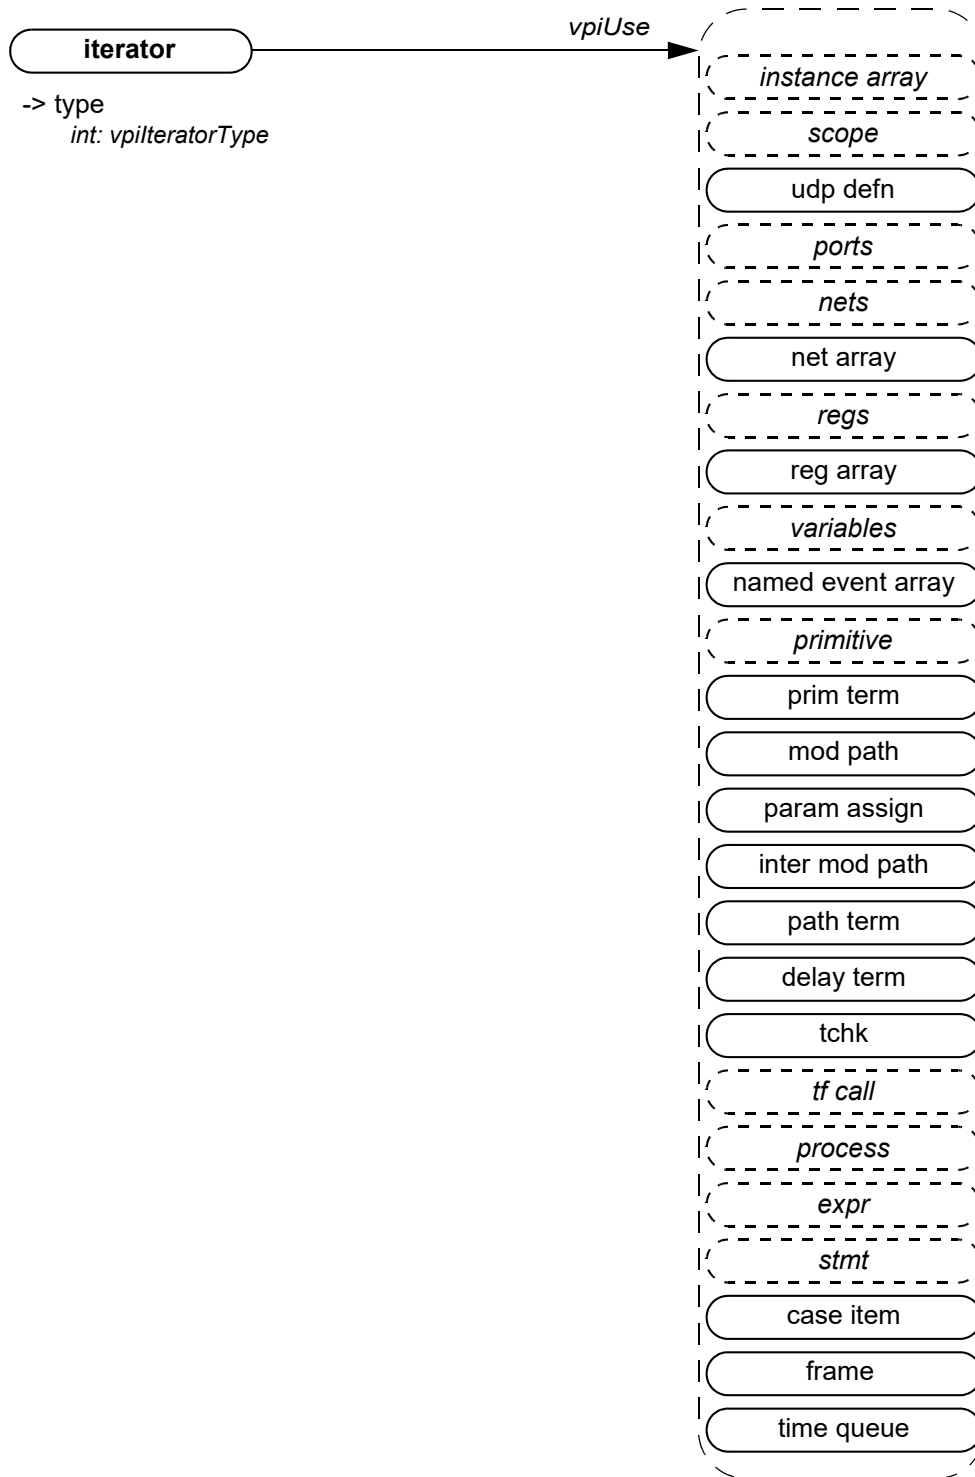 vpiUse
iterator
-> type
int: vpiIteratorType
instance array
scope
udp defn
ports
nets
net array
regs
reg array
variables
named event array
primitive
prim term
mod path
param assign
inter mod path
path term
delay term
tchk
tf call
process
expr
stmt
case item
frame
time queue